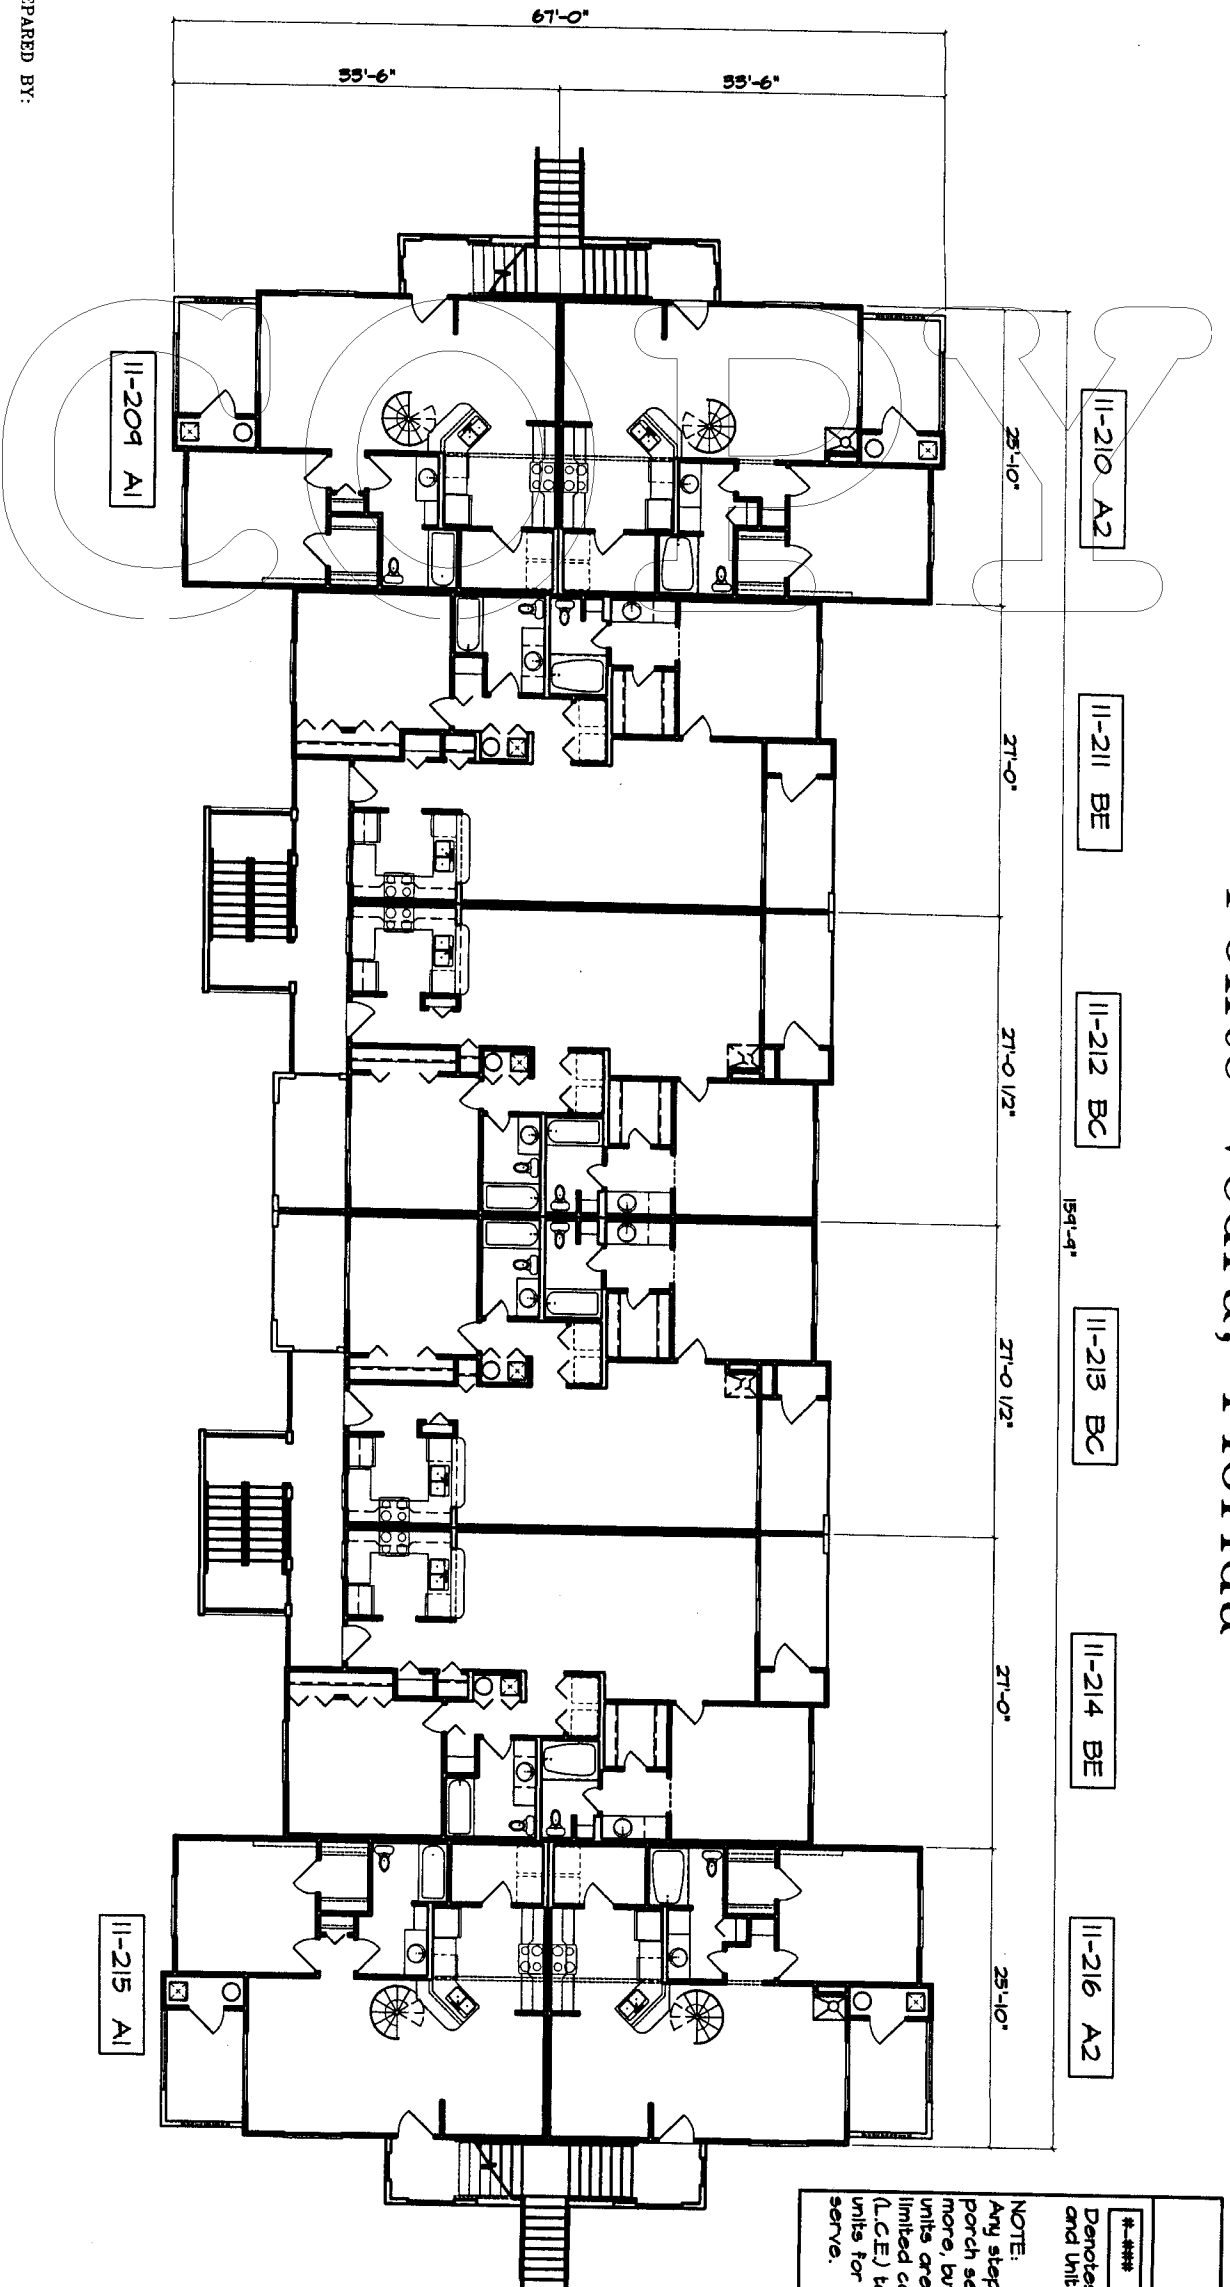 67'-0"
33'-6"
33'-6"
EPARED BY:
COPY
11-209 A1
11-210 A2
25'-10"
11-211 BE
27'-0"
11-212 BC
27'-0 1/2"
159'-9"
11-213 BC
27'-0 1/2"
11-214 BE
27'-0"
11-215 A1
11-216 A2
25'-10"
#-###
Denotes
and Unit
NOTE:
Any step
porch se
more, bu
units are
limited c
(L.C.E.) t
units for
serve.